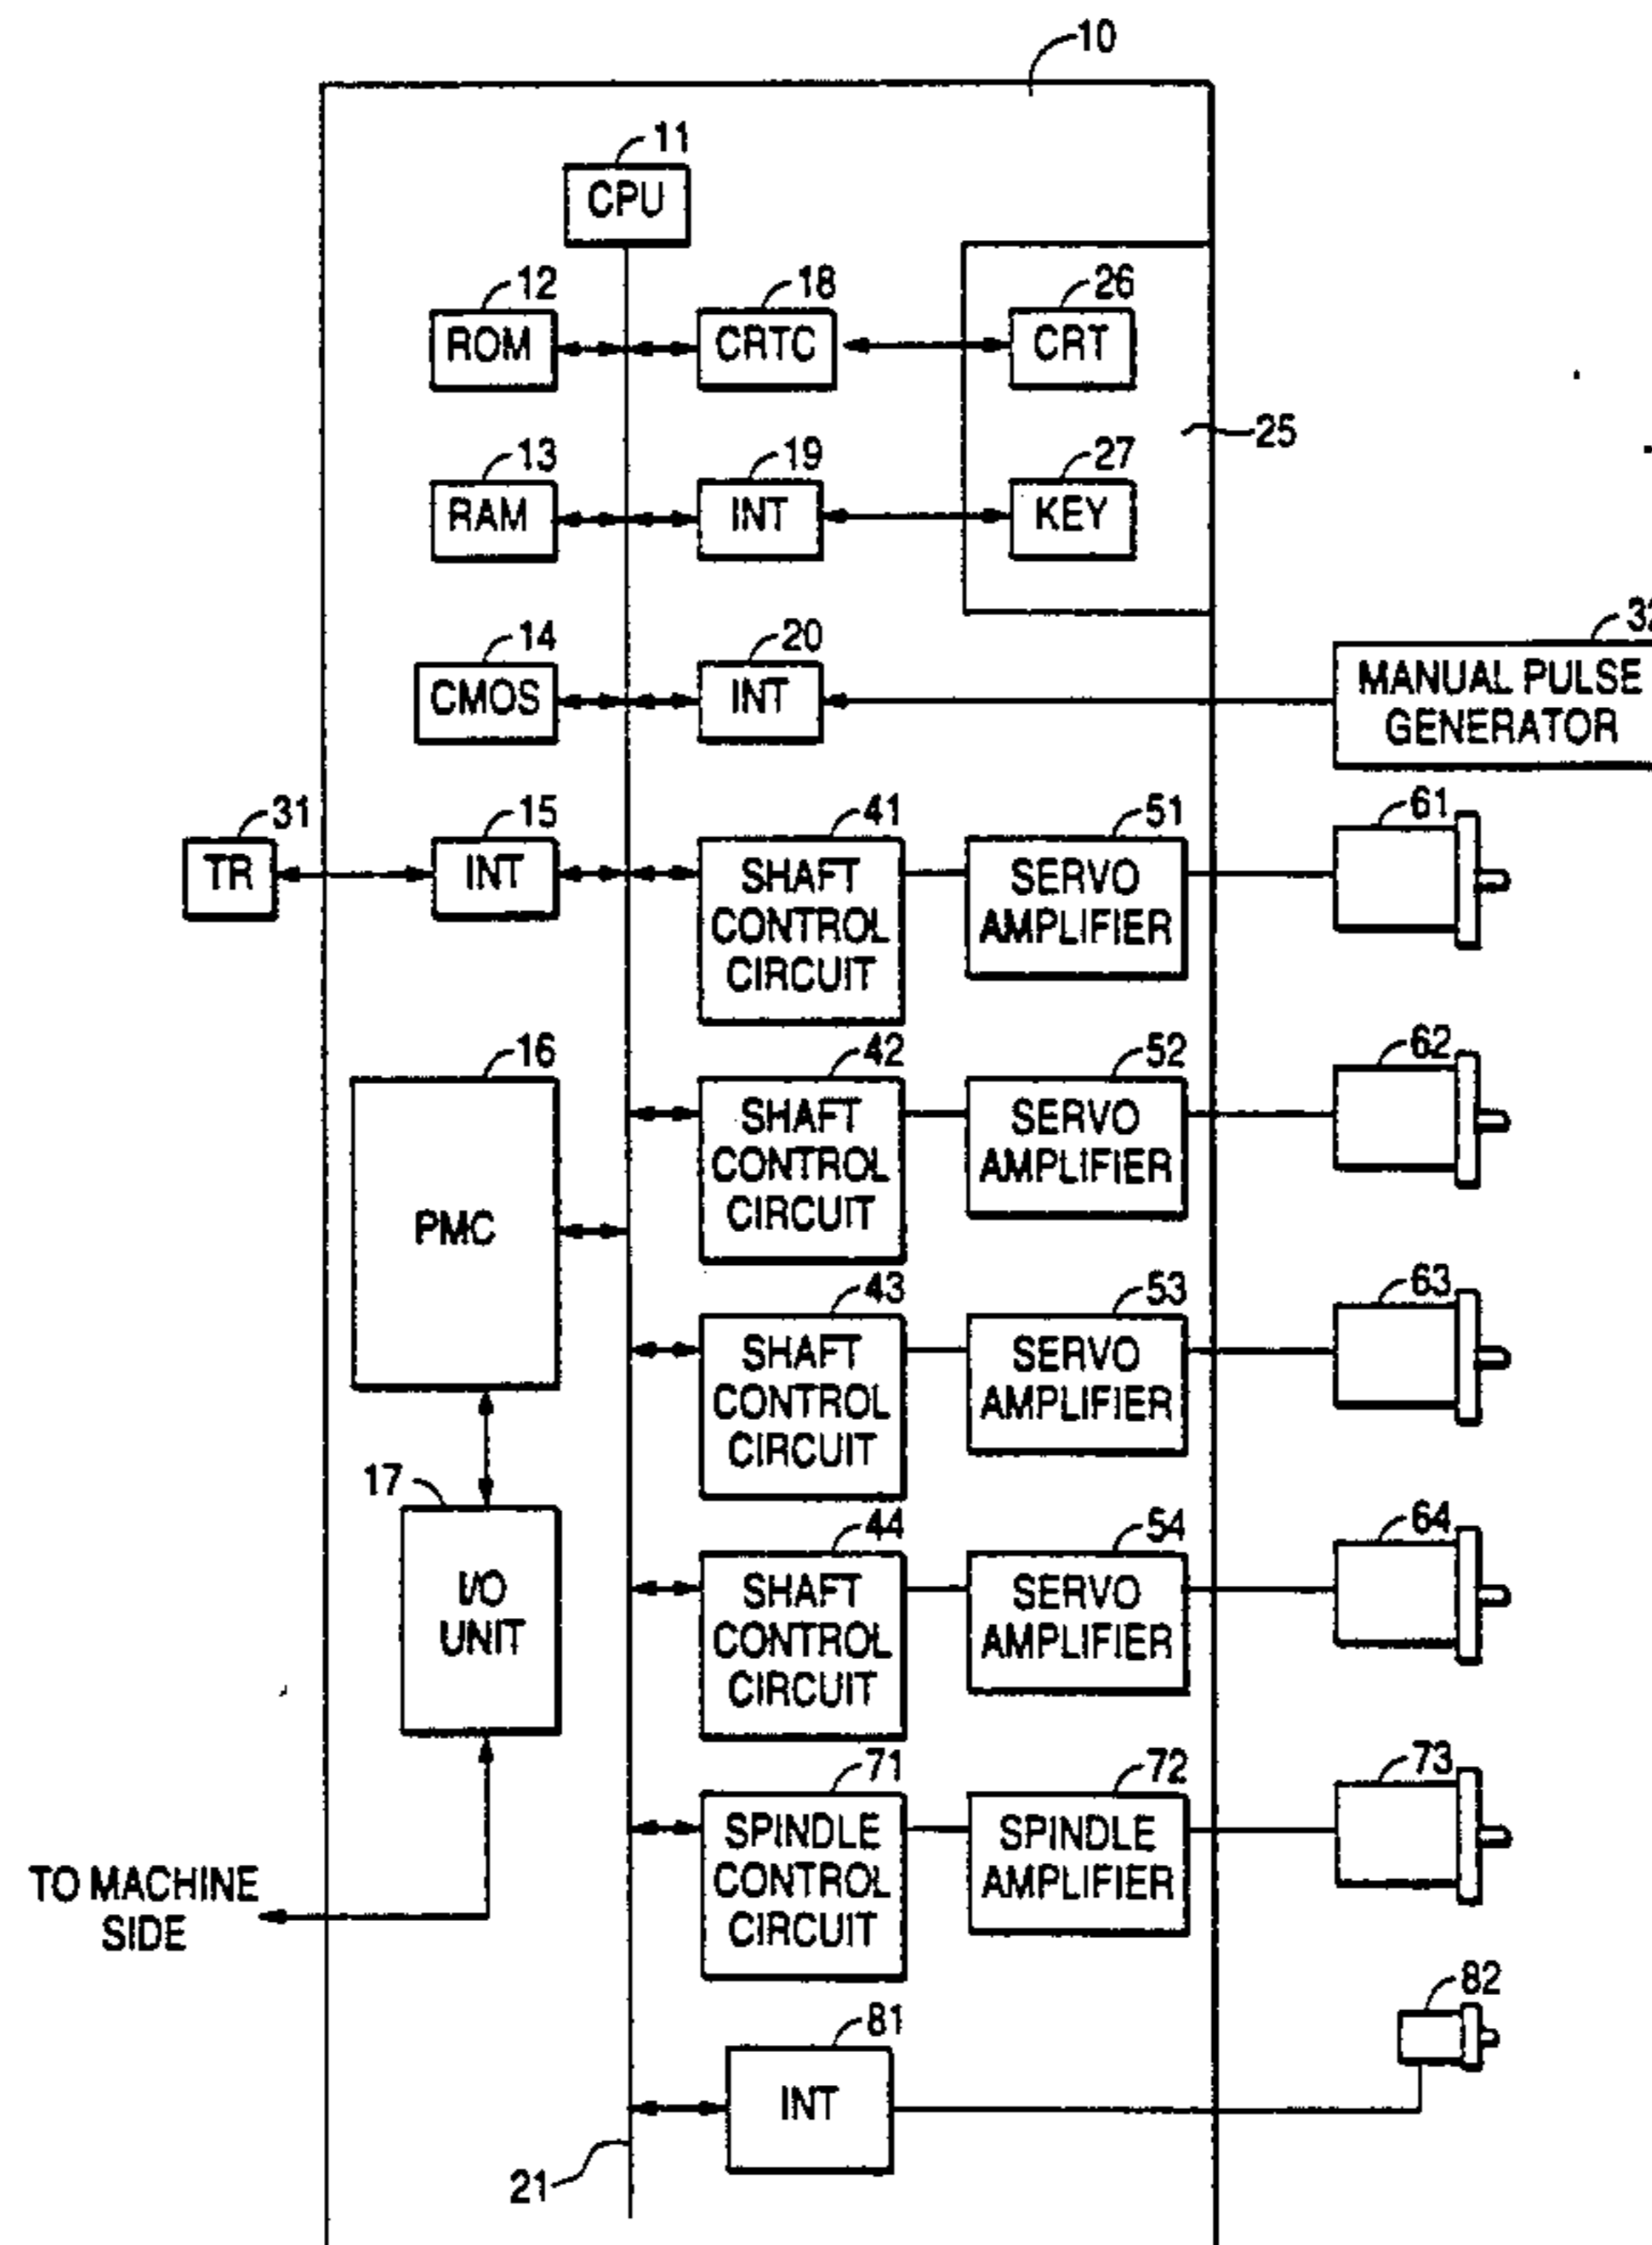 10
11
CPU
12
ROM
18
CRTC
26
CRT
25
13
RAM
19
INT
27
KEY
14
CMOS
20
INT
MANUAL PULSE
GENERATOR
31
TR
15
INT
41
SHAFT
CONTROL
CIRCUIT
51
SERVO
AMPLIFIER
61
16
PMC
42
SHAFT
CONTROL
CIRCUIT
52
SERVO
AMPLIFIER
62
43
SHAFT
CONTROL
CIRCUIT
53
SERVO
AMPLIFIER
63
17
I/O
UNIT
44
SHAFT
CONTROL
CIRCUIT
54
SERVO
AMPLIFIER
64
71
SPINDLE
CONTROL
CIRCUIT
72
SPINDLE
AMPLIFIER
73
TO MACHINE
SIDE
81
INT
82
21